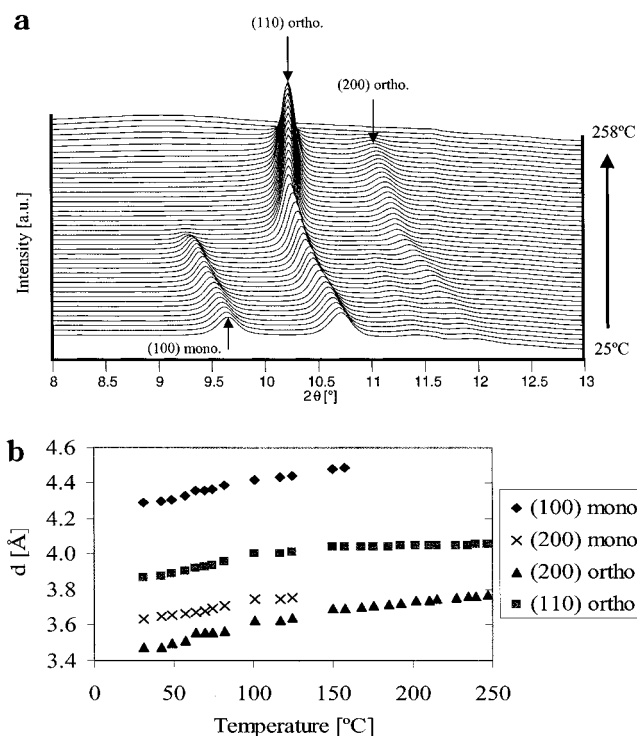 a
(110) ortho.
(200) ortho.
258ºC
Intensity [a.u.]
(100) mono.
25ºC
8 8.5 9 9.5 10 10.5 11 11.5 12 12.5 13
2θ[°]
b
4.6
4.4
4.2
4.0
3.8
3.6
3.4
d [Å]
0 50 100 150 200 250
Temperature [ºC]
(100) mono
(200) mono
(200) ortho
(110) ortho